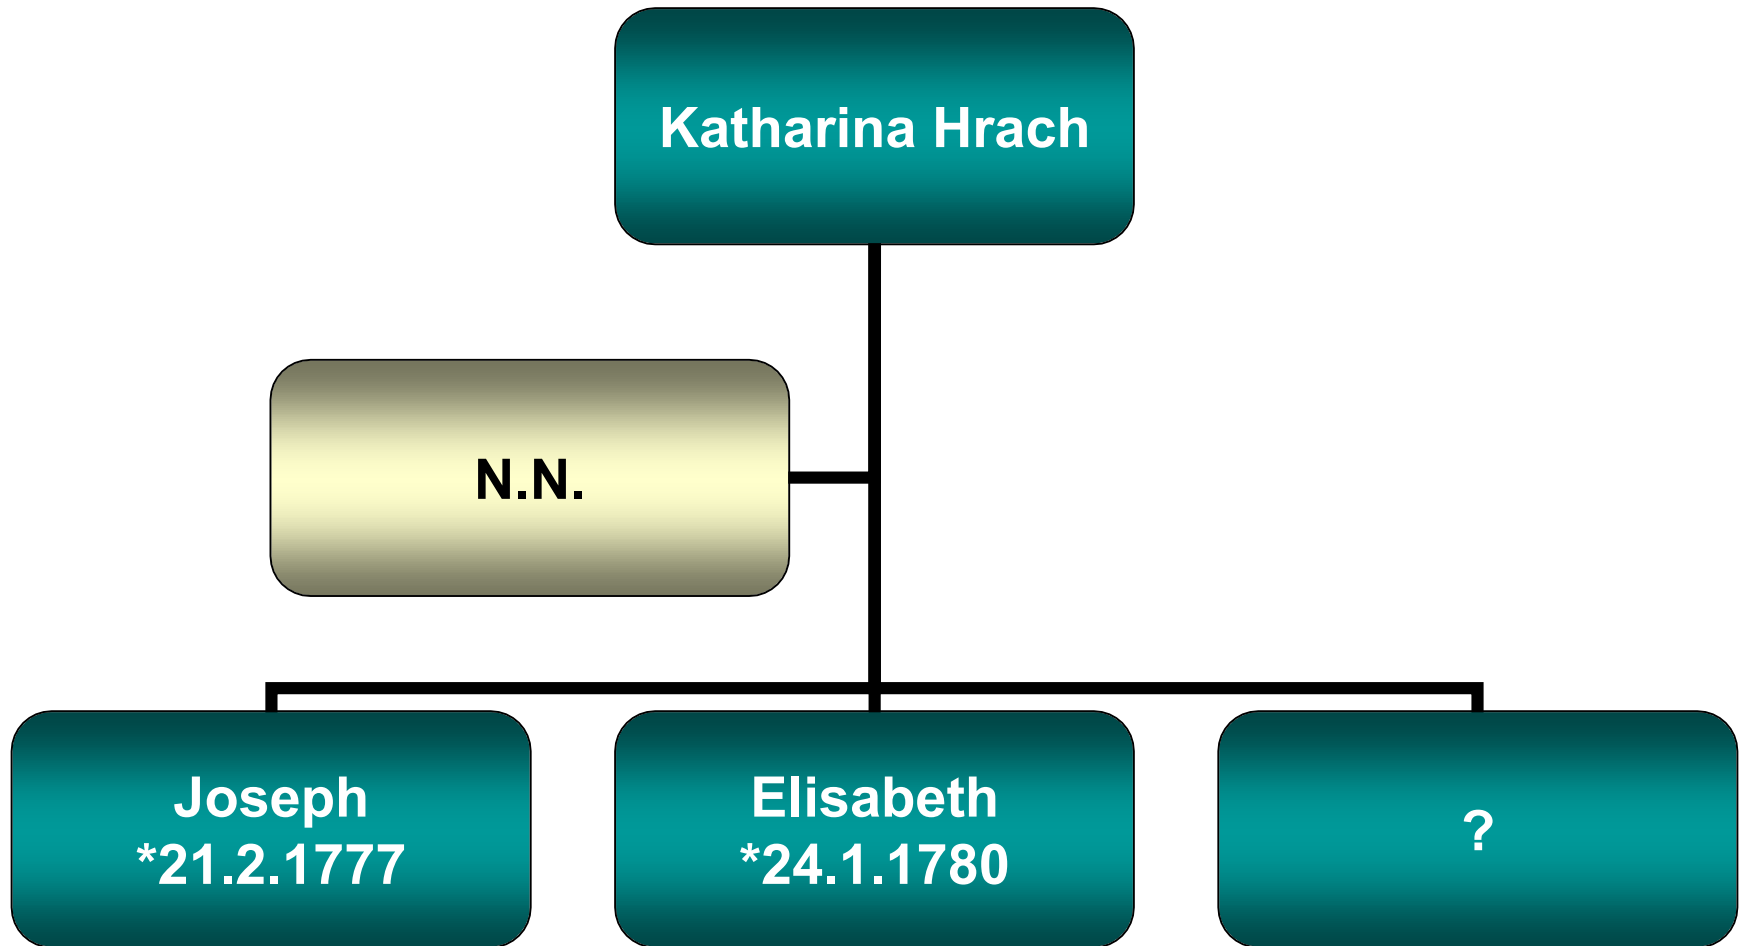 Katharina Hrach
N.N.
Joseph
*21.2.1777
Elisabeth
*24.1.1780
?